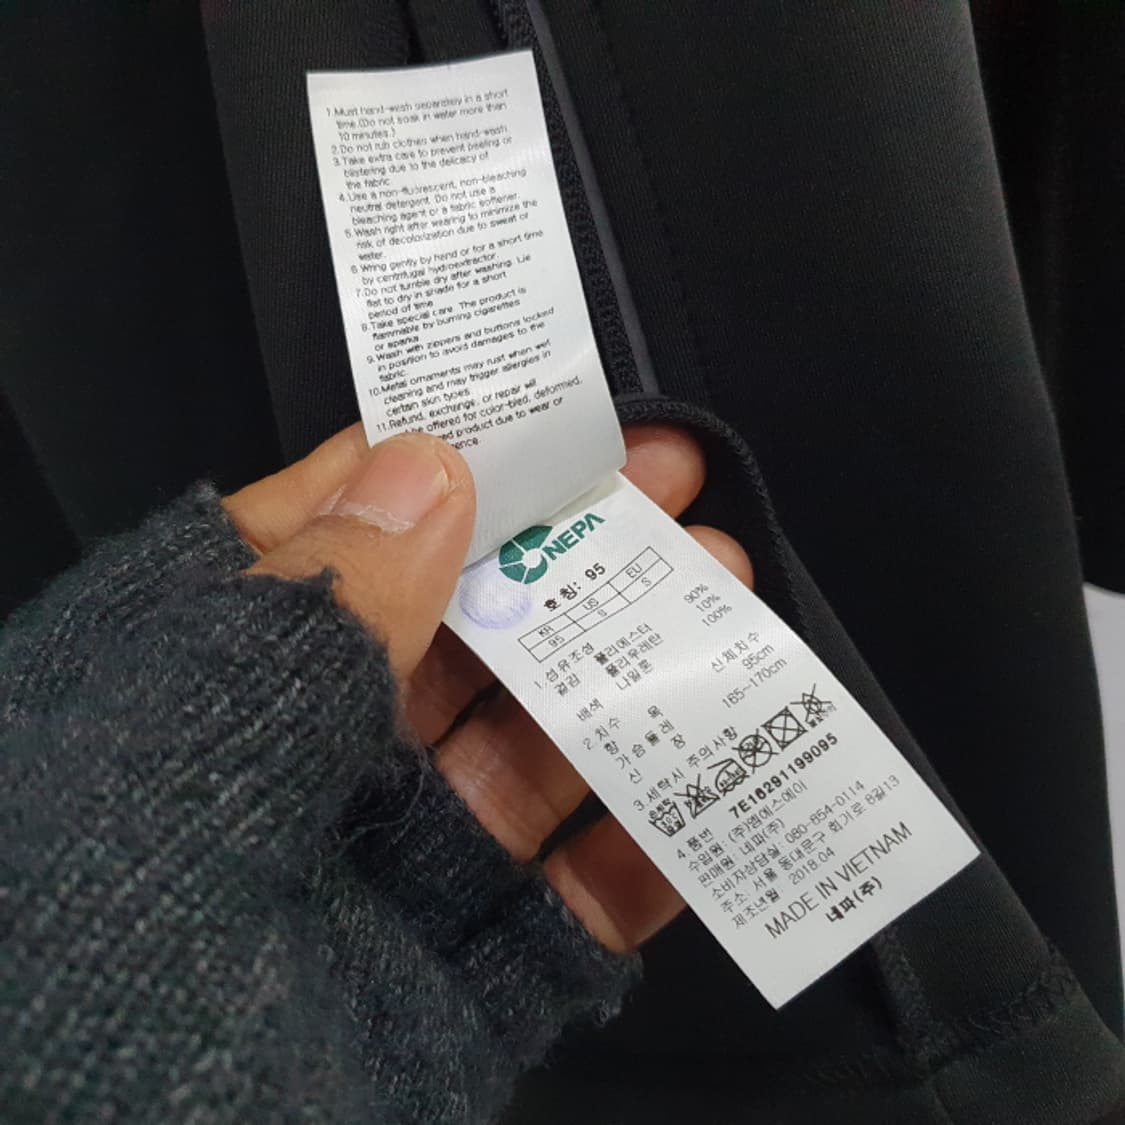 1.Must hand-wash separately in a short
time.(Do not soak in water more than
10 minutes.)
2.Do not rub clothes when hand-wash
3.Take extra care to prevent peeling or
blistering due to the delicacy of
the fabric
4.Use a non-fluorescent, non-bleaching
neutral detergent. Do not use a
bleaching agent or a fabric softener.
5.Wash right after wearing to minimize the
risk of decolorization due to sweat or
water.
6.Wring gently by hand or for a short time
by centrifugal hydroextractor.
7.Do not tumble dry after washing. Lie
flat to dry in shade for a short
period of time
8.Take special care. The product is
flammable by burning cigarettes
or sparks.
9.Wash with zippers and buttons locked
in position to avoid damages to the
fabric.
10.Metal ornaments may rust when wet
cleaning and may trigger allergies in
certain skin types
11.Refund, exchange, or repair will
be offered for color-bled, deformed,
product due to wear or
NEPA
호칭: 95
KR US EU
95 S S
1.섬유조성
겉감 폴리에스터 90%
폴리우레탄 10%
배색 나일론 100%
2.치수
항 목 신체치수
가슴둘레 95cm
신 장 165~170cm
3.세탁시 주의사항
4.품번 7E16291199095
수입원: (주)엠에스에이
판매원: 네파(주)
소비자상담실: 080-854-0114
주소: 서울 동대문구 회기로 8길13
제조년월 : 2018.04
MADE IN VIETNAM
네파(주)